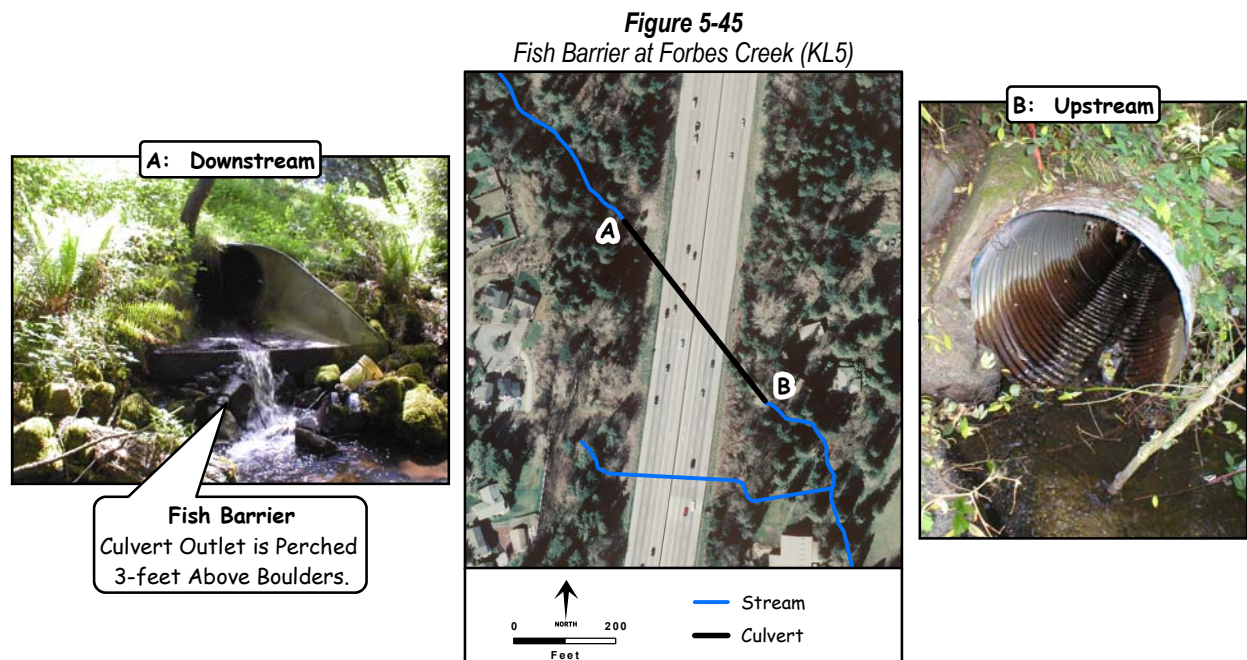 Figure 5-45
Fish Barrier at Forbes Creek (KL5)
A: Downstream
B: Upstream
A
B
Fish Barrier
Culvert Outlet is Perched
3-feet Above Boulders.
NORTH
0 200
Feet
Stream
Culvert